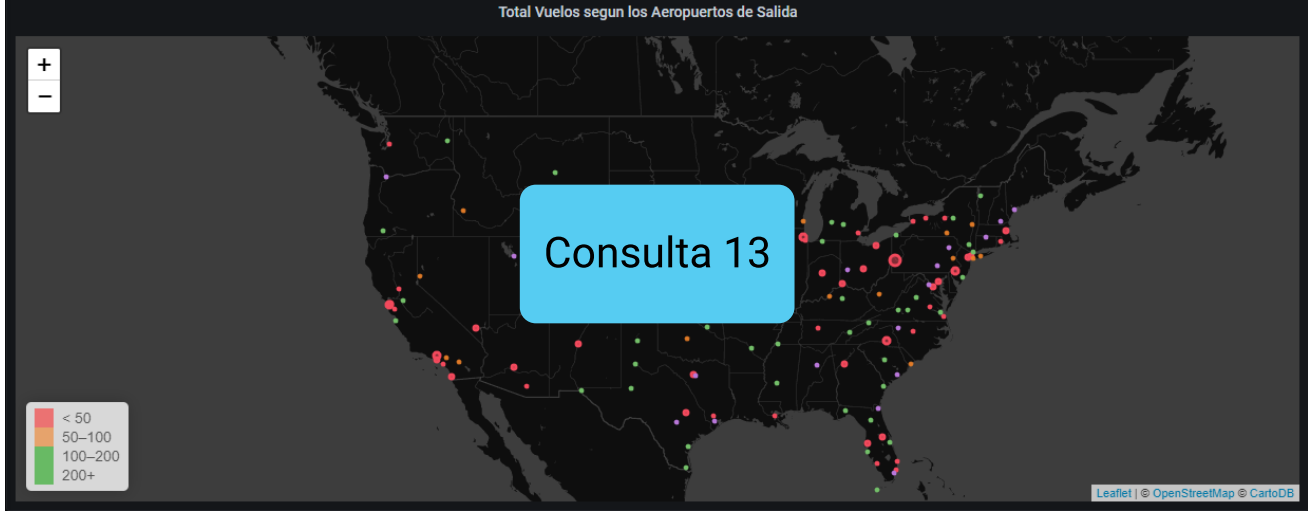 Total Vuelos segun los Aeropuertos de Salida
+
−
Consulta 13
< 50
50–100
100–200
200+
Leaflet | © OpenStreetMap © CartoDB